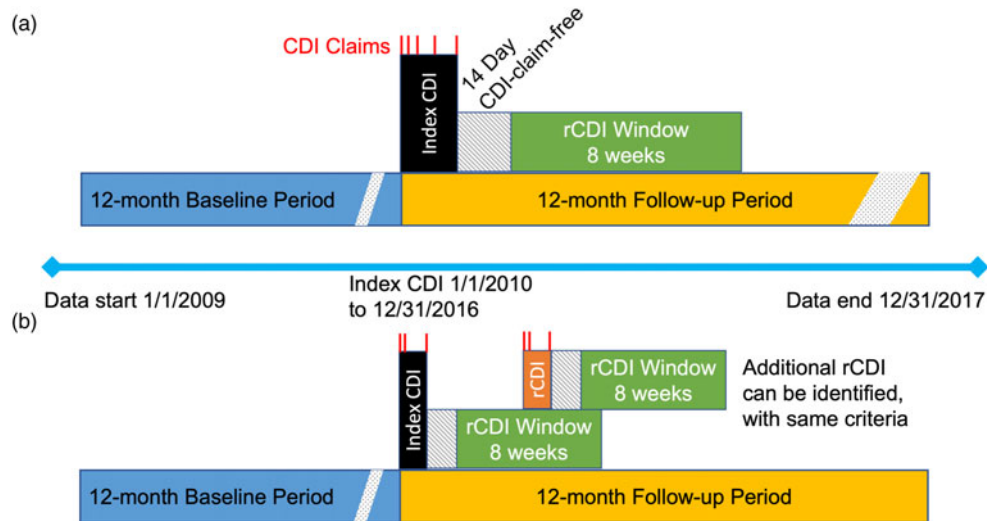 (a)
CDI Claims
14 Day
CDI-claim-free
Index CDI
rCDI Window
8 weeks
12-month Baseline Period
12-month Follow-up Period
Data start 1/1/2009
Index CDI 1/1/2010
to 12/31/2016
Data end 12/31/2017
(b)
Index CDI
rCDI
rCDI Window
8 weeks
Additional rCDI
can be identified,
with same criteria
rCDI Window
8 weeks
12-month Baseline Period
12-month Follow-up Period